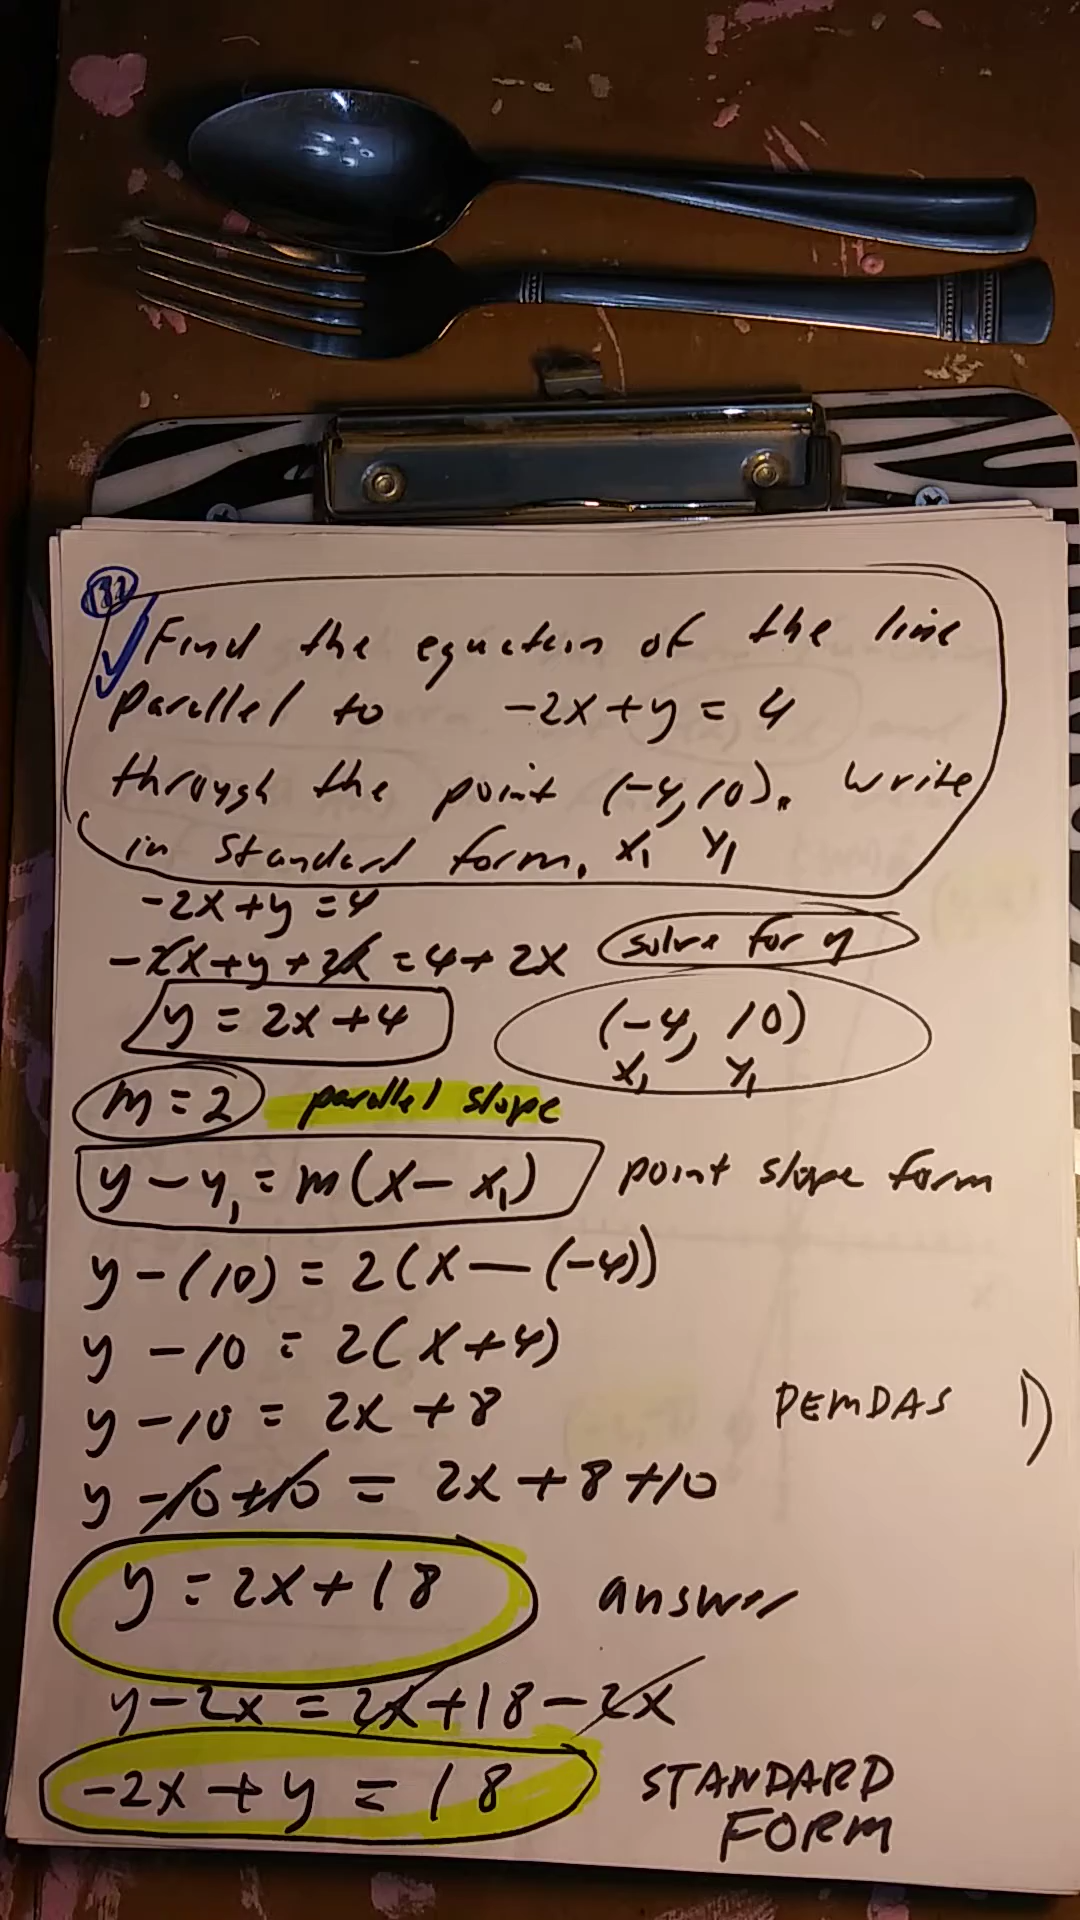 132
Find the equation of the line
parallel to -2x+y = 4
through the point (-4,10). Write
in Standard form. x₁ y₁
-2x+y=4
-2x+y+2x=4+2x solve for y
y = 2x+4 (-4, 10)
x₁ y₁
m=2 parallel slope
y-y₁=m(x-x₁) point slope form
y-(10) = 2(x-(-4))
y-10 = 2(x+4)
y-10 = 2x+8 PEMDAS 1)
y-10+10 = 2x+8+10
y=2x+18 answer
y-2x=2x+18-2x
-2x+y=18 STANDARD
FORM